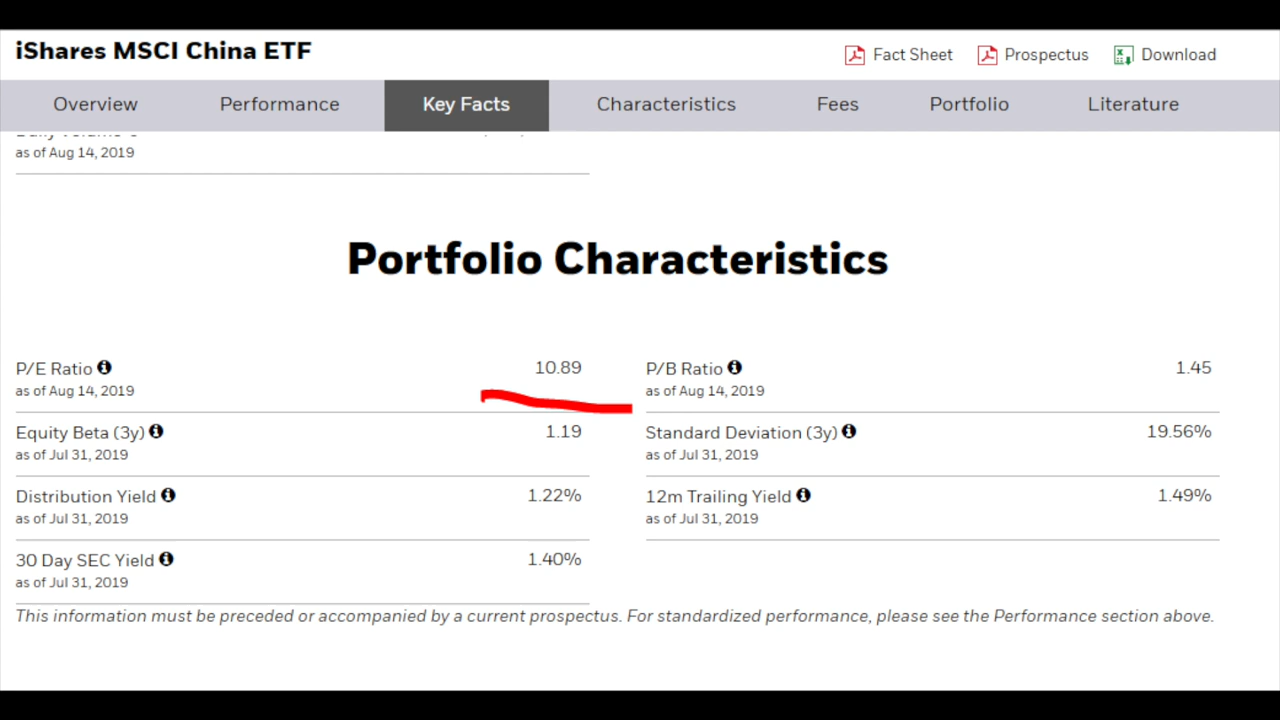 iShares MSCI China ETF
Fact Sheet Prospectus Download
Overview Performance Key Facts Characteristics Fees Portfolio Literature
as of Aug 14, 2019
Portfolio Characteristics
P/E Ratio 10.89
as of Aug 14, 2019
P/B Ratio 1.45
as of Aug 14, 2019
Equity Beta (3y) 1.19
as of Jul 31, 2019
Standard Deviation (3y) 19.56%
as of Jul 31, 2019
Distribution Yield 1.22%
as of Jul 31, 2019
12m Trailing Yield 1.49%
as of Jul 31, 2019
30 Day SEC Yield 1.40%
as of Jul 31, 2019
This information must be preceded or accompanied by a current prospectus. For standardized performance, please see the Performance section above.